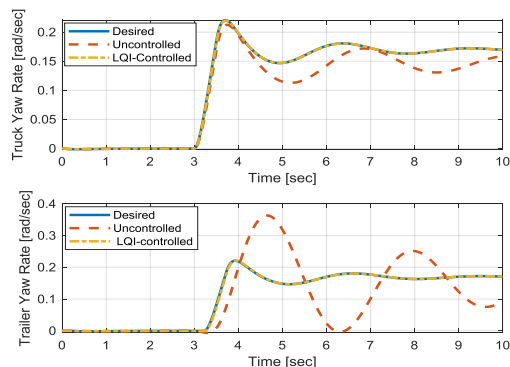 Truck Yaw Rate [rad/sec]
0.2
0.15
0.1
0.05
0
Desired
Uncontrolled
LQI-Controlled
0 1 2 3 4 5 6 7 8 9 10
Time [sec]
Trailer Yaw Rate [rad/sec]
0.4
0.3
0.2
0.1
0
Desired
Uncontrolled
LQI-controlled
0 1 2 3 4 5 6 7 8 9 10
Time [sec]